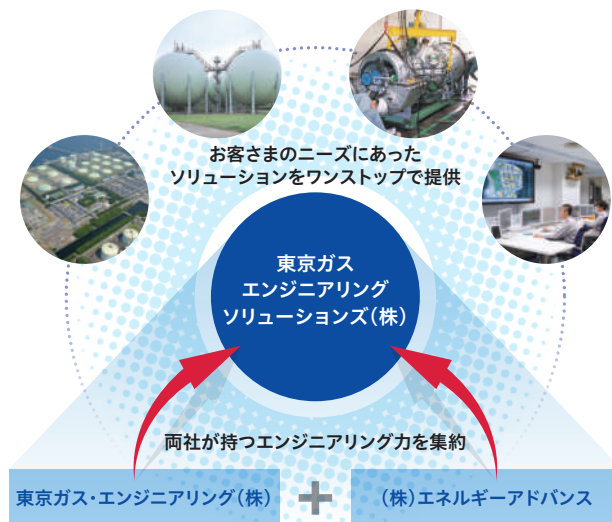 お客さまのニーズにあった
ソリューションをワンストップで提供
東京ガス
エンジニアリング
ソリューションズ(株)
両社が持つエンジニアリング力を集約
東京ガス・エンジニアリング(株)
+
(株)エネルギーアドバンス